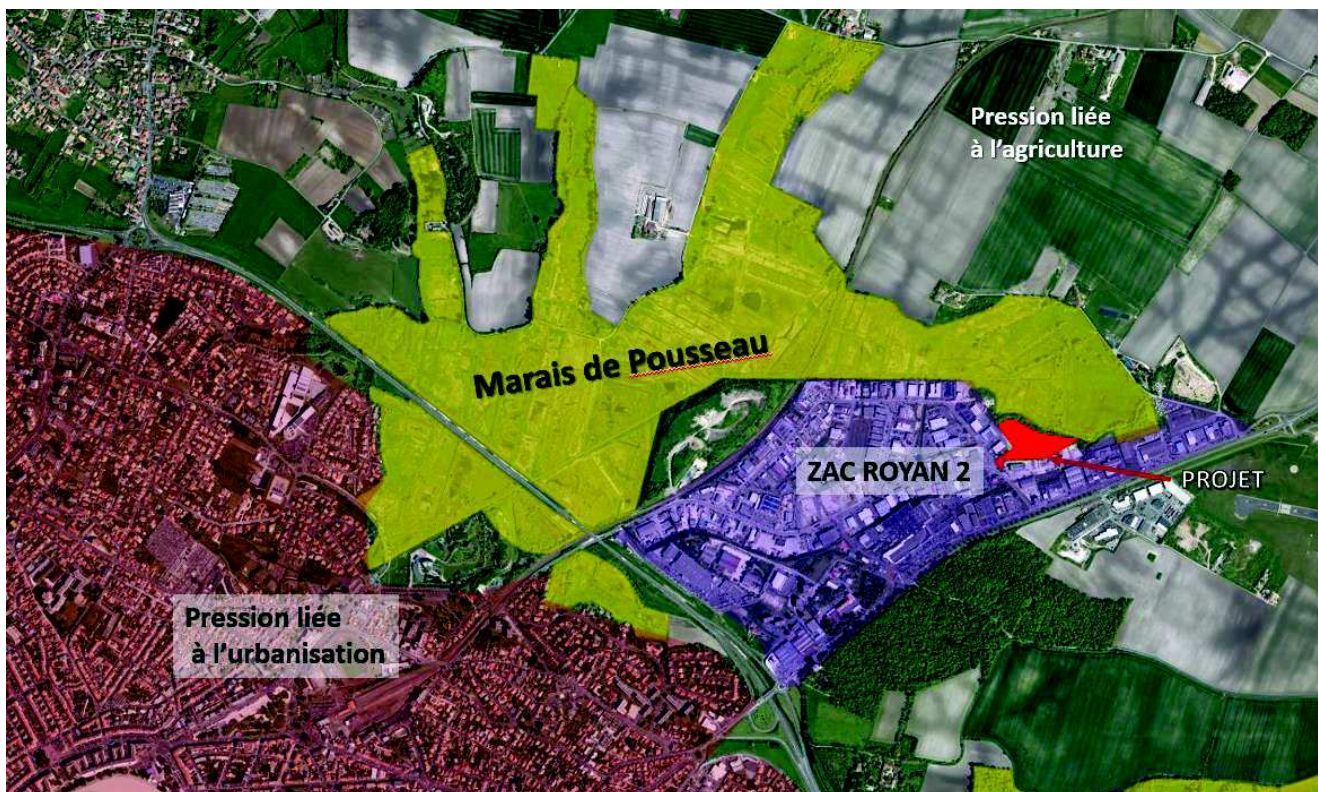 Pression liée
à l'agriculture
Marais de Pousseau
ZAC ROYAN 2
PROJET
Pression liée
à l'urbanisation